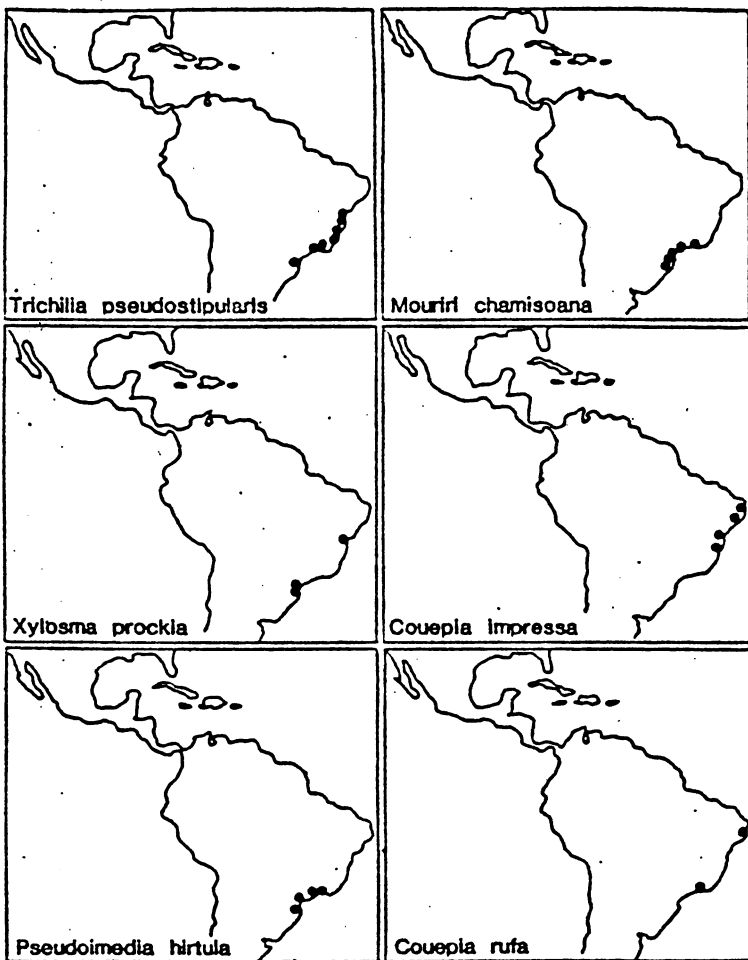 Trichilia pseudostipularis
Mouriri chamisoana
Xylosma prockia
Couepia impressa
Pseudoimedia hirtula
Couepia rufa